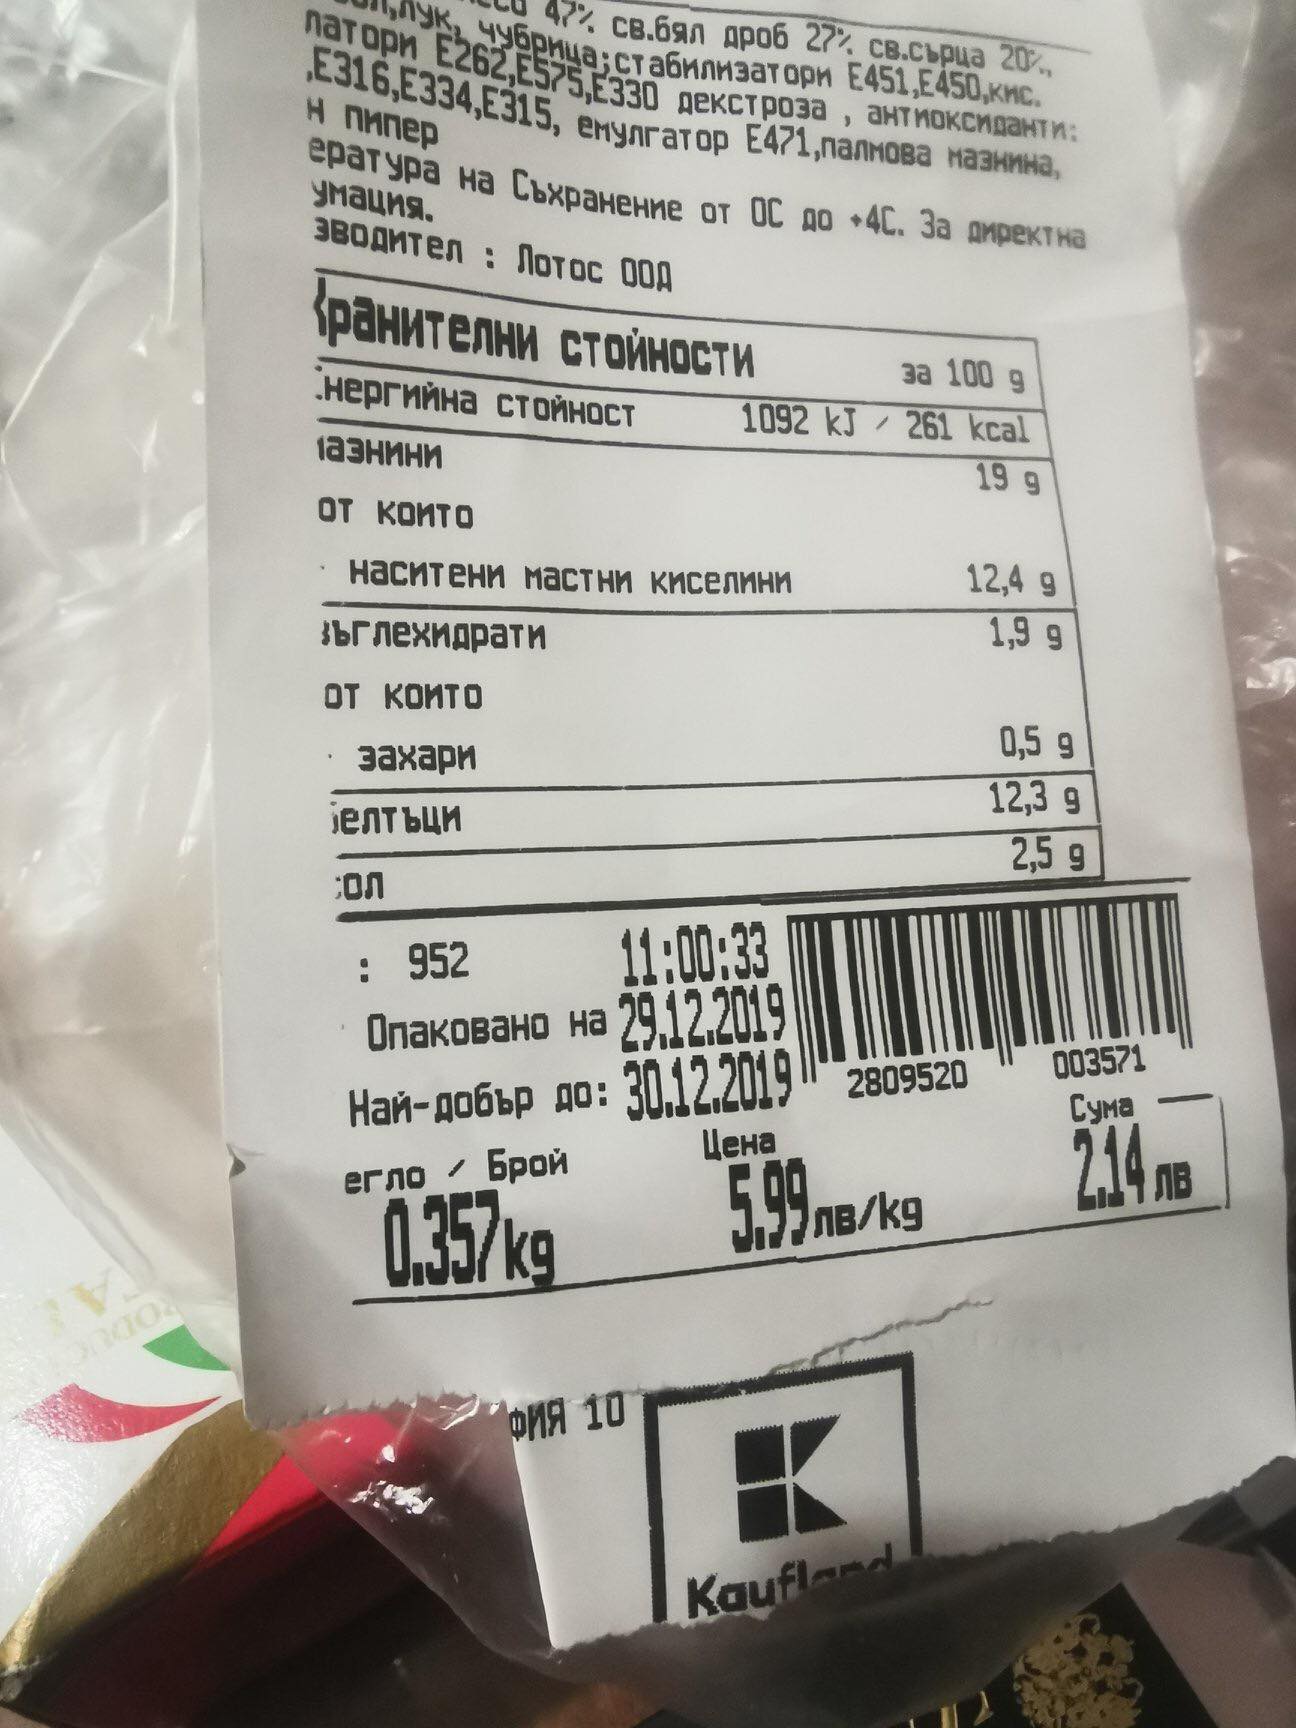 47% св.бял дроб 27% св.сърца 20%,
лук, чубрица;стабилизатори Е451,Е450,кис.
латори Е262,Е575,Е330 декстроза , антиоксиданти:
,Е316,Е334,Е315, емулгатор Е471,палмова мазнина,
н пипер
ература на Съхранение от 0С до +4С. За директна
умация.
зводител : Лотос ООД
Хранителни стойности за 100 g
нергийна стойност 1092 kJ / 261 kcal
азнини 19 g
от които
наситени мастни киселини 12,4 g
въглехидрати 1,9 g
от които
захари 0,5 g
белтъци 12,3 g
сол 2,5 g
: 952 11:00:33
Опаковано на 29.12.2019
Най-добър до: 30.12.2019
2809520 003571
егло / Брой Цена Сума
0.357kg 5.99лв/kg 2.14 лв
ФИЯ 10
Kaufland